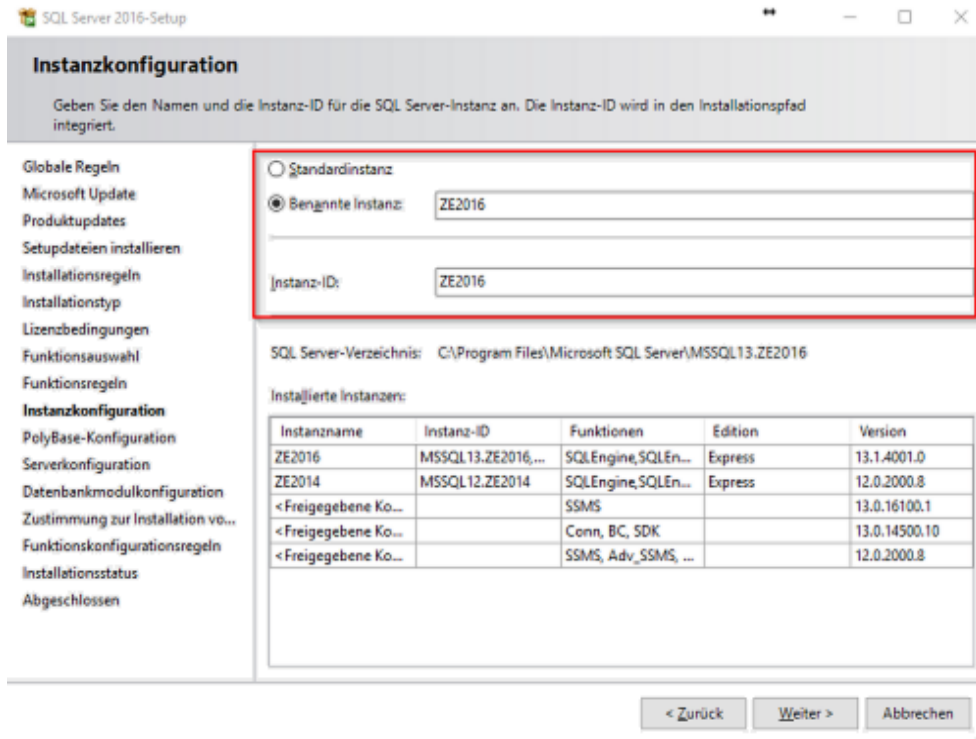 SQL Server 2016-Setup
Instanzkonfiguration
Geben Sie den Namen und die Instanz-ID für die SQL Server-Instanz an. Die Instanz-ID wird in den Installationspfad
integriert.
Globale Regeln
Microsoft Update
Produktupdates
Setupdateien installieren
Installationsregeln
Installationstyp
Lizenzbedingungen
Funktionsauswahl
Funktionsregeln
Instanzkonfiguration
PolyBase-Konfiguration
Serverkonfiguration
Datenbankmodulkonfiguration
Zustimmung zur Installation vo...
Funktionskonfigurationsregeln
Installationsstatus
Abgeschlossen
Standardinstanz
Benannte Instanz: ZE2016
Instanz-ID: ZE2016
SQL Server-Verzeichnis: C:\Program Files\Microsoft SQL Server\MSSQL13.ZE2016
Installierte Instanzen:
Instanzname Instanz-ID Funktionen Edition Version
ZE2016 MSSQL13.ZE2016,... SQLEngine,SQLEn... Express 13.1.4001.0
ZE2014 MSSQL12.ZE2014 SQLEngine,SQLEn... Express 12.0.2000.8
<Freigegebene Ko... SSMS 13.0.16100.1
<Freigegebene Ko... Conn, BC, SDK 13.0.14500.10
<Freigegebene Ko... SSMS, Adv_SSMS, ... 12.0.2000.8
< Zurück Weiter > Abbrechen